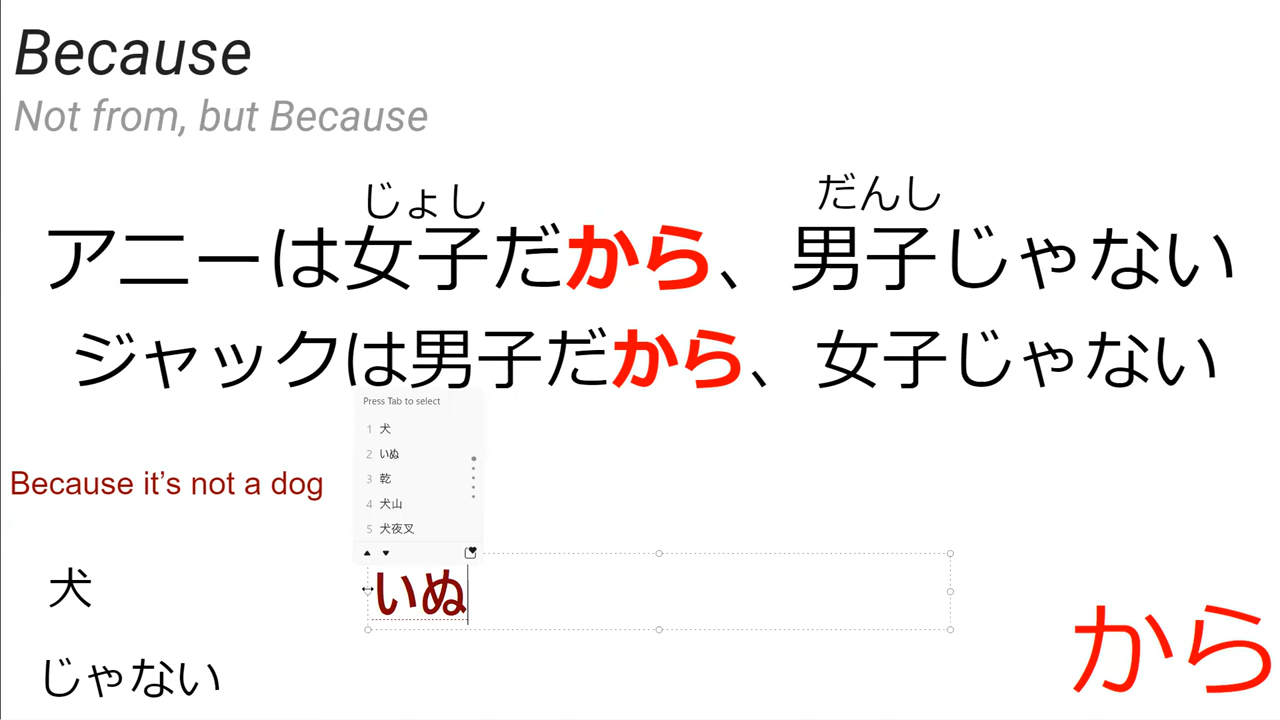 Because
Not from, but Because
じょし
だんし
アニーは女子だから、男子じゃない
ジャックは男子だから、女子じゃない
Press Tab to select
1 犬
2 いぬ
3 乾
4 犬山
5 犬夜叉
Because it's not a dog
犬
いぬ
じゃない
から